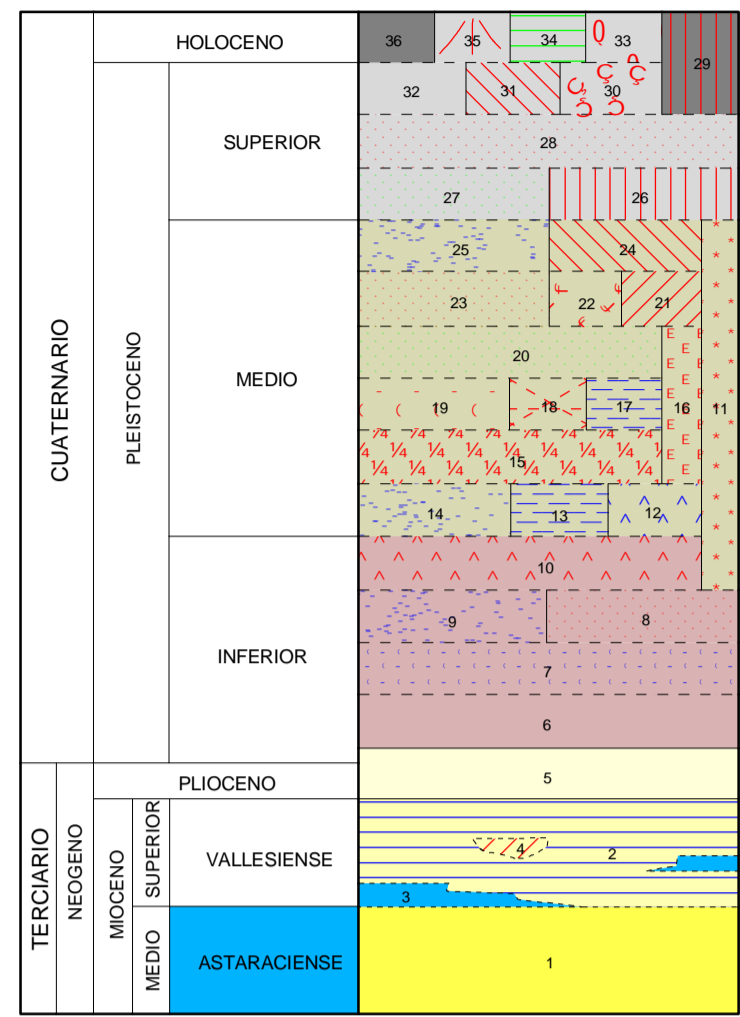 HOLOCENO
36
35
34
33
29
32
31
30
SUPERIOR
28
27
26
CUATERNARIO
PLEISTOCENO
MEDIO
25
24
23
22
21
20
19
18
17
16
11
15
14
13
12
INFERIOR
10
9
8
7
6
PLIOCENO
5
TERCIARIO
NEOGENO
MIOCENO
SUPERIOR
VALLESIENSE
4
2
3
MEDIO
ASTARACIENSE
1